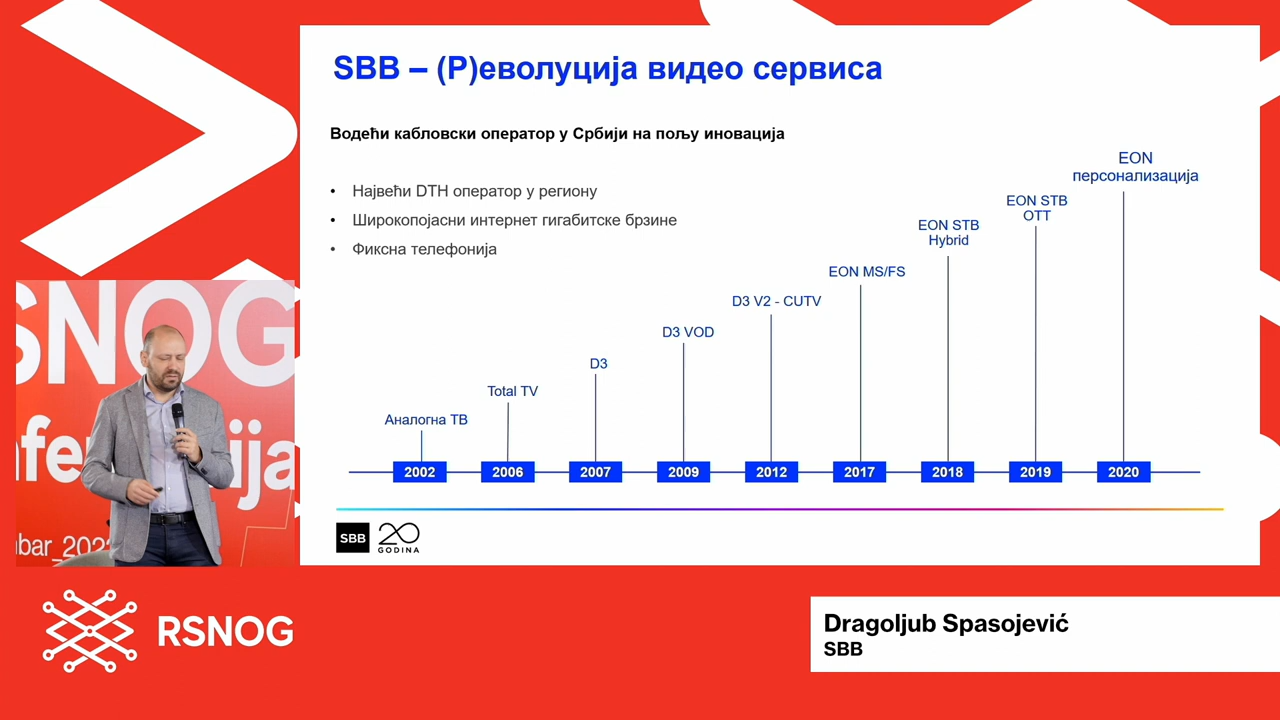 SBB – (Р)еволуција видео сервиса
Водећи кабловски оператор у Србији на пољу иновација
• Највећи DTH оператор у региону
• Широкопојасни интернет гигабитске брзине
• Фиксна телефонија
Аналогна ТВ
Total TV
D3
D3 VOD
D3 V2 - CUTV
EON MS/FS
EON STB
Hybrid
EON STB
OTT
EON
персонализација
2002
2006
2007
2009
2012
2017
2018
2019
2020
SBB
20
GODINA
SNOG
RSNOG
Dragoljub Spasojević
SBB